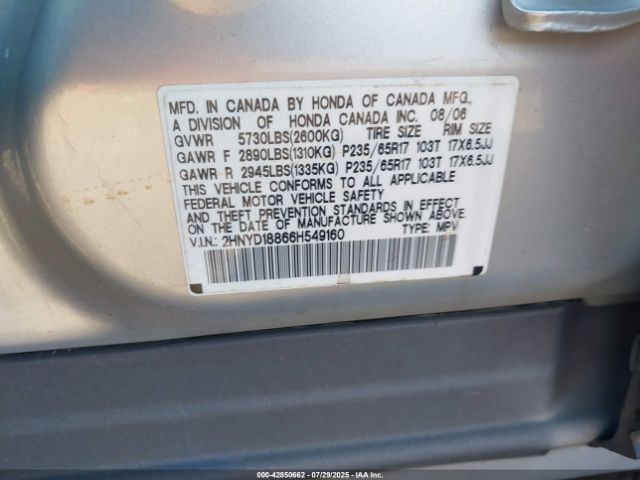 MFD. IN CANADA BY HONDA OF CANADA MFG.,
A DIVISION OF HONDA CANADA INC. 08/06
GVWR 5730LBS(2600KG) TIRE SIZE RIM SIZE
GAWR F 2890LBS(1310KG) P235/65R17 103T 17X6.5JJ
GAWR R 2945LBS(1335KG) P235/65R17 103T 17X6.5JJ
THIS VEHICLE CONFORMS TO ALL APPLICABLE
FEDERAL MOTOR VEHICLE SAFETY
AND THEFT PREVENTION STANDARDS IN EFFECT
ON THE DATE OF MANUFACTURE SHOWN ABOVE.
V.I.N.: 2HNYD18866H549160 TYPE: MPV
000-42850662 | 07/29/2025 | IAAI.COM